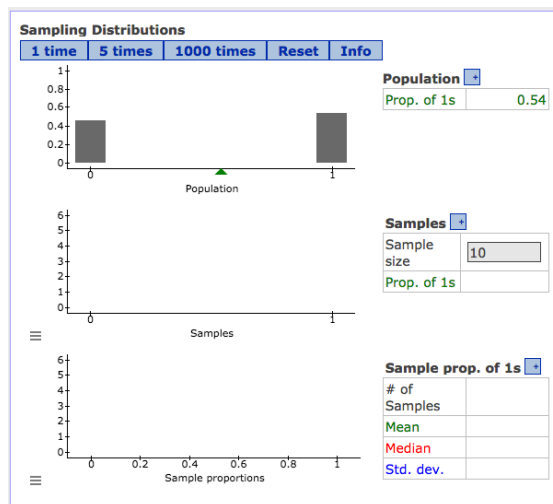 Sampling Distributions
1 time 5 times 1000 times Reset Info
1
0.8
0.6
0.4
0.2
0
0 1
Population
Population +
Prop. of 1s 0.54
6
5
4
3
2
1
0
0 1
Samples
Samples +
Sample
size 10
Prop. of 1s
6
5
4
3
2
1
0
0 0.2 0.4 0.6 0.8 1
Sample proportions
Sample prop. of 1s +
# of
Samples
Mean
Median
Std. dev.